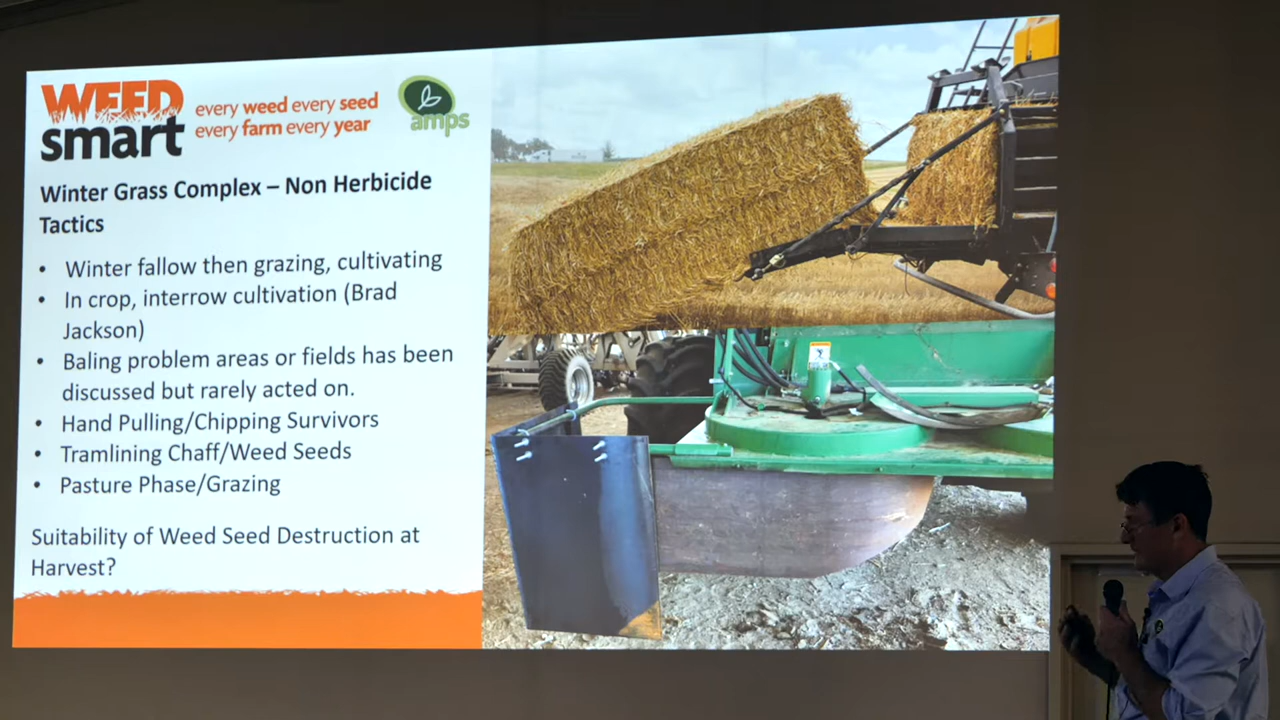 WEED
smart
every weed every seed
every farm every year
amps
Winter Grass Complex – Non Herbicide
Tactics
• Winter fallow then grazing, cultivating
• In crop, interrow cultivation (Brad
Jackson)
• Baling problem areas or fields has been
discussed but rarely acted on.
• Hand Pulling/Chipping Survivors
• Tramlining Chaff/Weed Seeds
• Pasture Phase/Grazing
Suitability of Weed Seed Destruction at
Harvest?